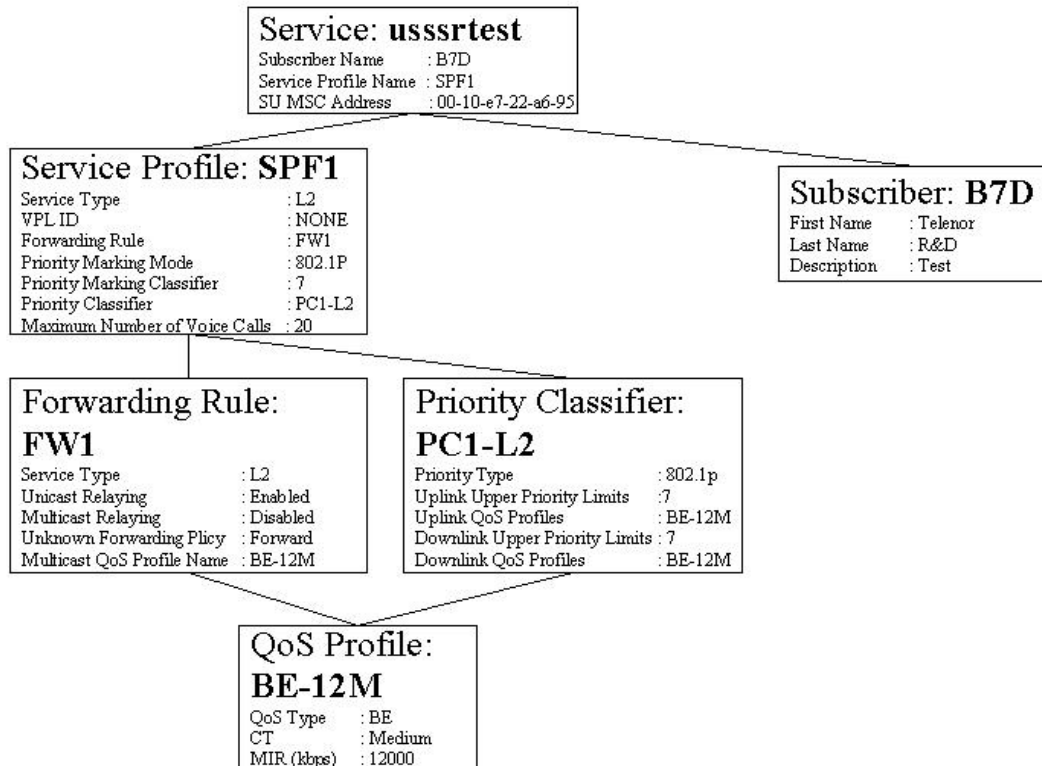 Service: usssrtest
Subscriber Name : B7D
Service Profile Name : SPF1
SU MSC Address : 00-10-e7-22-a6-95
Service Profile: SPF1
Service Type : L2
VPL ID : NONE
Forwarding Rule : FW1
Priority Marking Mode : 802.1P
Priority Marking Classifier : 7
Priority Classifier : PC1-L2
Maximum Number of Voice Calls : 20
Subscriber: B7D
First Name : Telenor
Last Name : R&D
Description : Test
Forwarding Rule:
FW1
Service Type : L2
Unicast Relaying : Enabled
Multicast Relaying : Disabled
Unknown Forwarding Plicy : Forward
Multicast QoS Profile Name : BE-12M
Priority Classifier:
PC1-L2
Priority Type : 802.1p
Uplink Upper Priority Limits :7
Uplink QoS Profiles : BE-12M
Downlink Upper Priority Limits : 7
Downlink QoS Profiles : BE-12M
QoS Profile:
BE-12M
QoS Type : BE
CT : Medium
MIR (kbps) : 12000